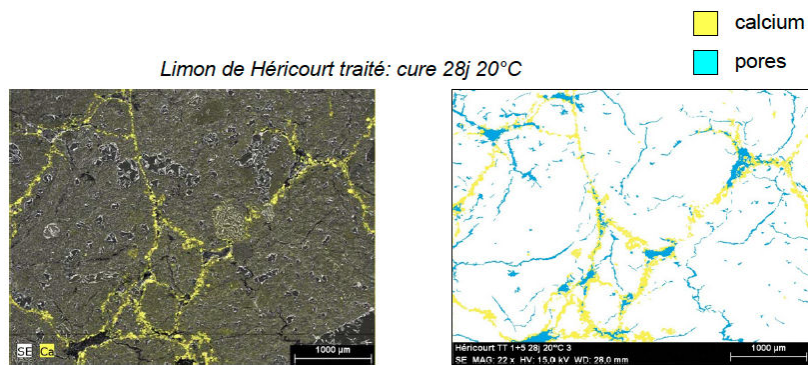 calcium
pores
Limon de Héricourt traité: cure 28j 20°C
SE Ca
1000 µm
Héricourt TT 1+5 28j 20°C 3
SE MAG: 22 x HV: 15,0 kV WD: 28,0 mm
1000 µm